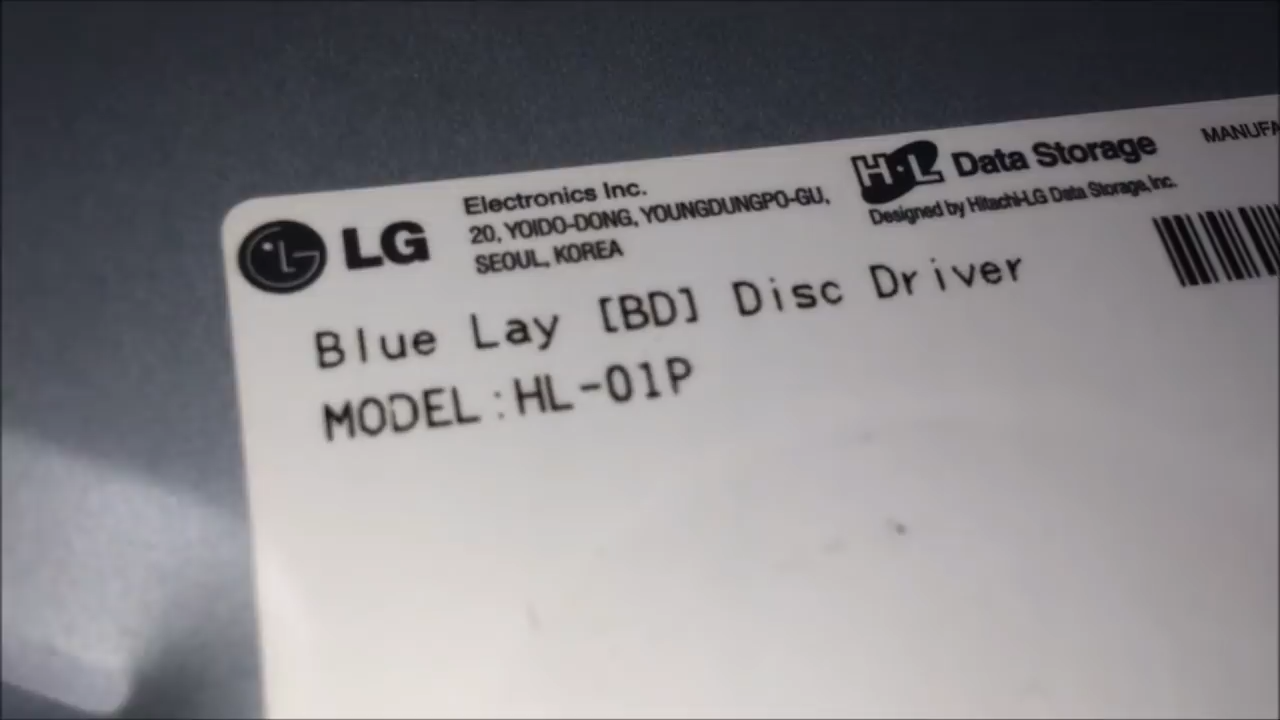 LG
Electronics Inc.
20, YOIDO-DONG, YOUNGDUNGPO-GU,
SEOUL, KOREA
H·L Data Storage
Designed by Hitachi-LG Data Storage, Inc.
MANUFA
Blue Lay [BD] Disc Driver
MODEL:HL-01P